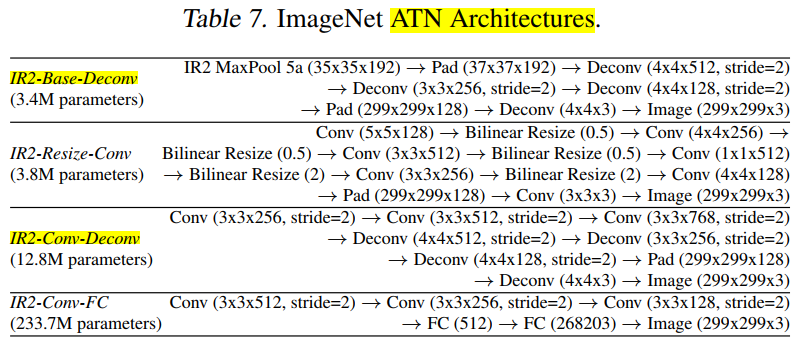 Table 7. ImageNet ATN Architectures.
IR2-Base-Deconv
(3.4M parameters)
IR2 MaxPool 5a (35x35x192) → Pad (37x37x192) → Deconv (4x4x512, stride=2)
→ Deconv (3x3x256, stride=2) → Deconv (4x4x128, stride=2)
→ Pad (299x299x128) → Deconv (4x4x3) → Image (299x299x3)
IR2-Resize-Conv
(3.8M parameters)
Conv (5x5x128) → Bilinear Resize (0.5) → Conv (4x4x256) →
Bilinear Resize (0.5) → Conv (3x3x512) → Bilinear Resize (0.5) → Conv (1x1x512)
→ Bilinear Resize (2) → Conv (3x3x256) → Bilinear Resize (2) → Conv (4x4x128)
→ Pad (299x299x128) → Conv (3x3x3) → Image (299x299x3)
IR2-Conv-Deconv
(12.8M parameters)
Conv (3x3x256, stride=2) → Conv (3x3x512, stride=2) → Conv (3x3x768, stride=2)
→ Deconv (4x4x512, stride=2) → Deconv (3x3x256, stride=2)
→ Deconv (4x4x128, stride=2) → Pad (299x299x128)
→ Deconv (4x4x3) → Image (299x299x3)
IR2-Conv-FC
(233.7M parameters)
Conv (3x3x512, stride=2) → Conv (3x3x256, stride=2) → Conv (3x3x128, stride=2)
→ FC (512) → FC (268203) → Image (299x299x3)